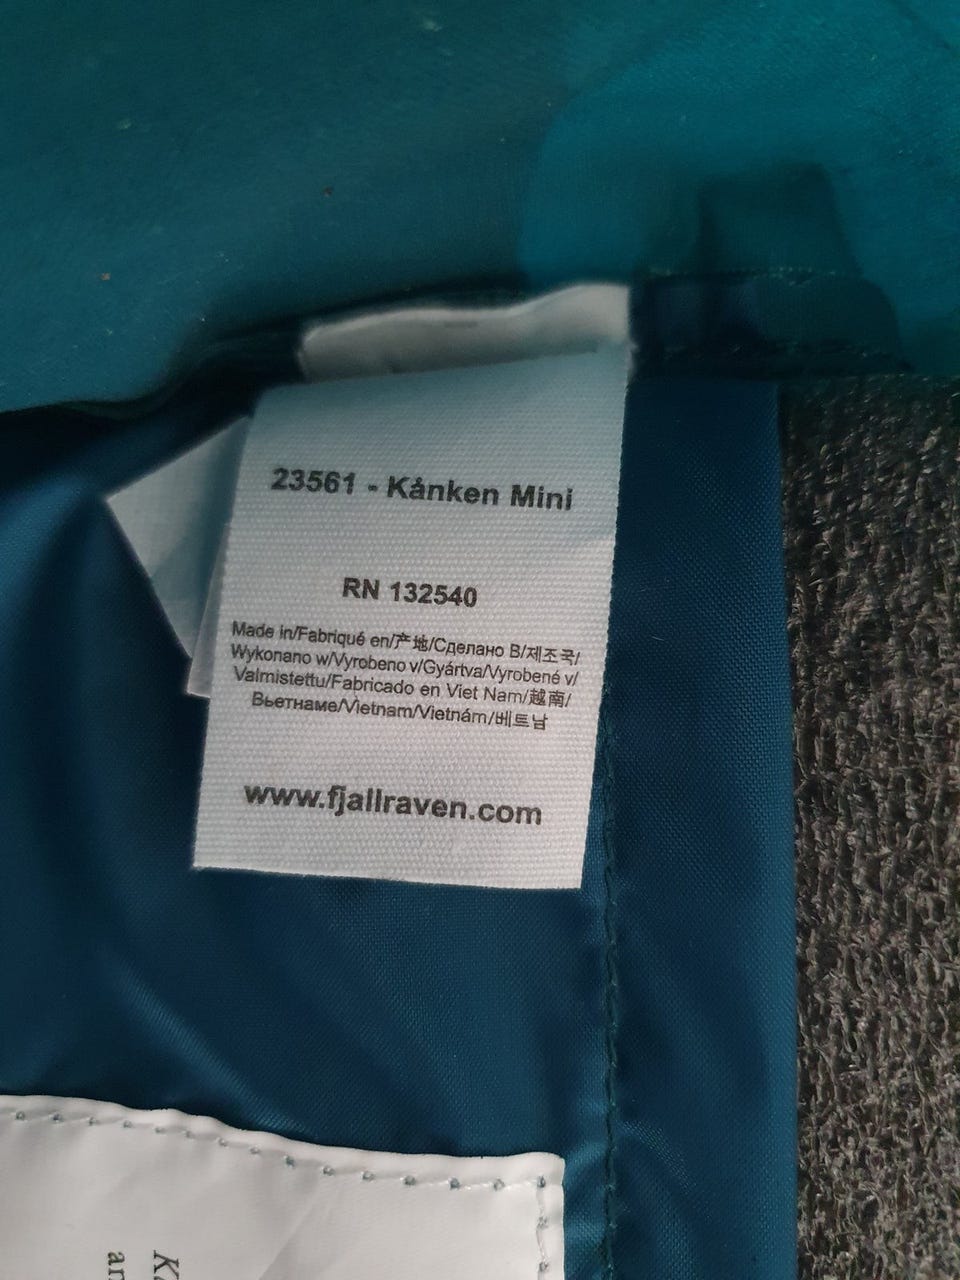 23561 - Kånken Mini
RN 132540
Made in/Fabriqué en/产地/Сделано В/제조국/
Wykonano w/Vyrobeno v/Gyártva/Vyrobené v/
Valmistettu/Fabricado en Viet Nam/越南/
Вьетнаме/Vietnam/Vietnám/베트남
www.fjallraven.com